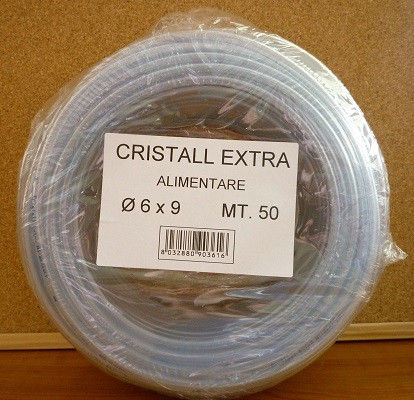 CRISTALL EXTRA
ALIMENTARE
Ø 6 x 9 MT. 50
8 032880 903616